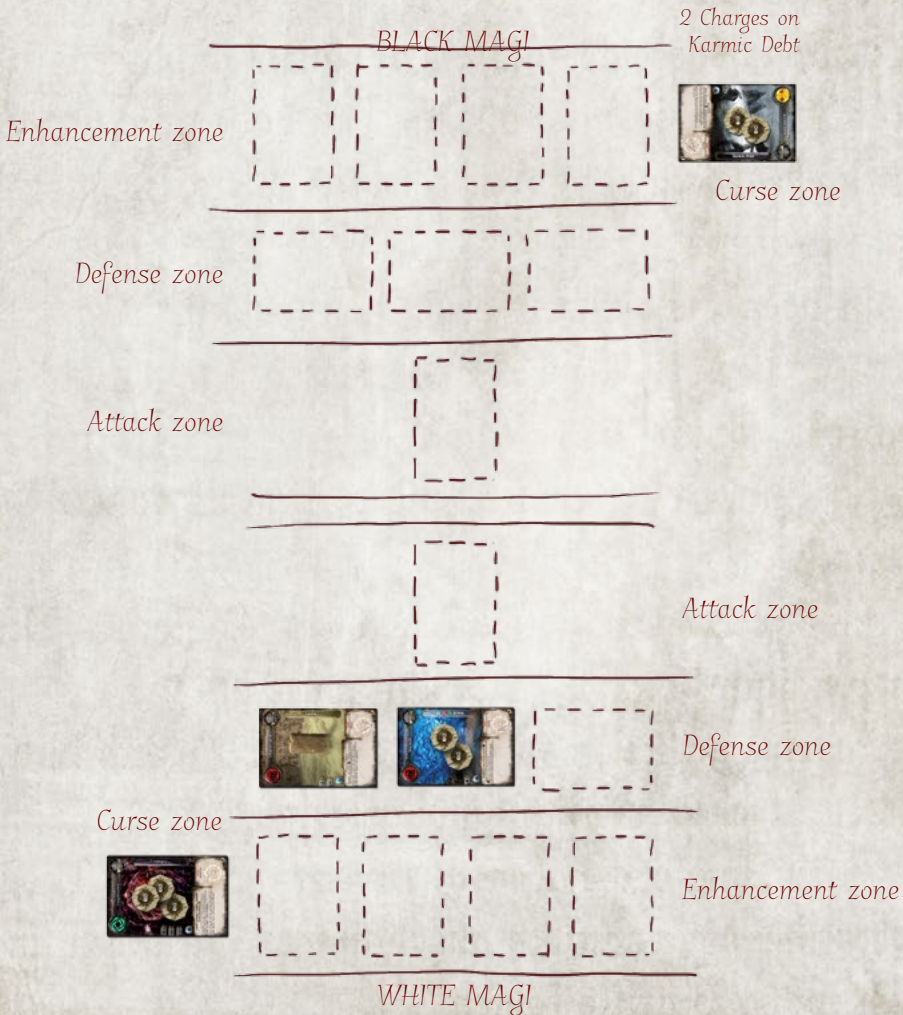 2 Charges on
Karmic Debt
BLACK MAGI
Enhancement zone
Curse zone
Defense zone
Attack zone
Attack zone
Defense zone
Curse zone
Enhancement zone
WHITE MAGI